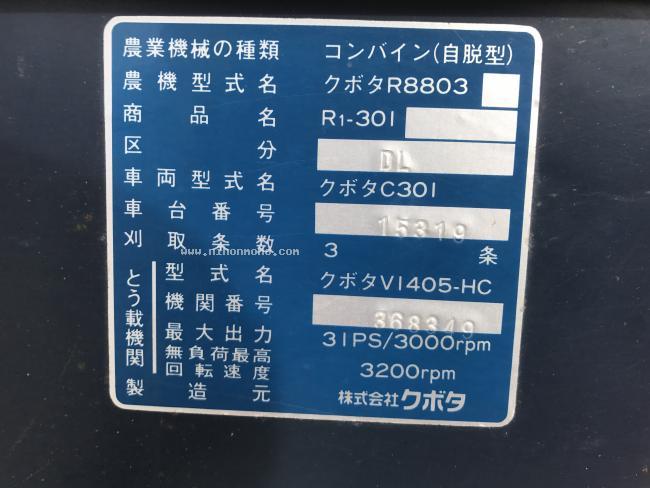 農業機械の種類 コンバイン(自脱型)
農機型式名 クボタR8803
商品名 R1-301
区分 DL
車両型式名 クボタC301
車台番号 15319
刈取条数 3条
www.nihonmono.com
とう載機関
型式名 クボタV1405-HC
機関番号 368349
最大出力 31PS/3000rpm
無負荷最高
回転速度 3200rpm
製造元 株式会社クボタ